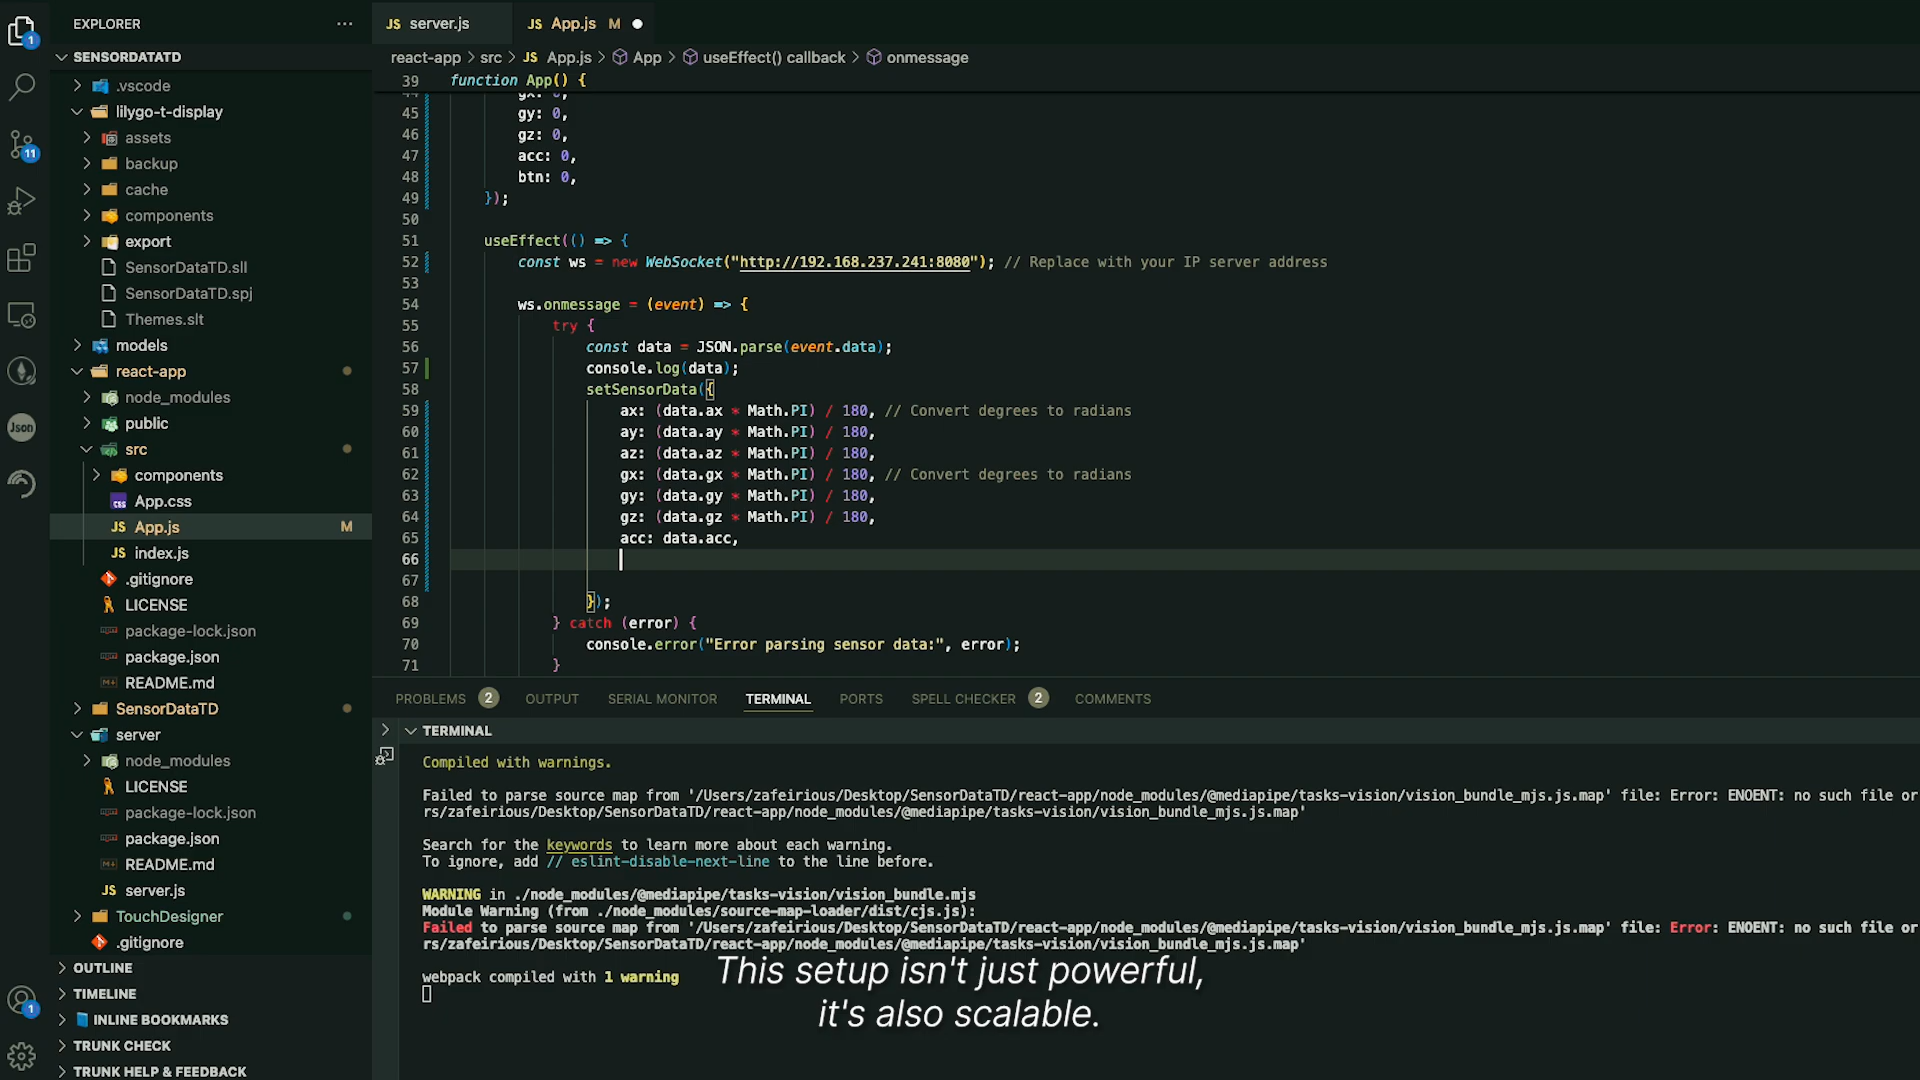 EXPLORER
SENSORDATATD
.vscode
lilygo-t-display
assets
backup
cache
components
export
SensorDataTD.sll
SensorDataTD.spj
Themes.slt
models
react-app
node_modules
public
src
components
App.css
JS App.js M
JS index.js
.gitignore
LICENSE
package-lock.json
package.json
README.md
SensorDataTD
server
node_modules
LICENSE
package-lock.json
package.json
README.md
JS server.js
TouchDesigner
.gitignore
OUTLINE
TIMELINE
INLINE BOOKMARKS
TRUNK CHECK
TRUNK HELP & FEEDBACK
1
11
Json
1
JS server.js
JS App.js M
react-app > src > JS App.js > App > useEffect() callback > onmessage
39 function App() {
45 gy: 0,
46 gz: 0,
47 acc: 0,
48 btn: 0,
49 });
50
51 useEffect(() => {
52 const ws = new WebSocket("http://192.168.237.241:8080"); // Replace with your IP server address
53
54 ws.onmessage = (event) => {
55 try {
56 const data = JSON.parse(event.data);
57 console.log(data);
58 setSensorData({
59 ax: (data.ax * Math.PI) / 180, // Convert degrees to radians
60 ay: (data.ay * Math.PI) / 180,
61 az: (data.az * Math.PI) / 180,
62 gx: (data.gx * Math.PI) / 180, // Convert degrees to radians
63 gy: (data.gy * Math.PI) / 180,
64 gz: (data.gz * Math.PI) / 180,
65 acc: data.acc,
66
67
68 });
69 } catch (error) {
70 console.error("Error parsing sensor data:", error);
71 }
PROBLEMS 2 OUTPUT SERIAL MONITOR TERMINAL PORTS SPELL CHECKER 2 COMMENTS
TERMINAL
Compiled with warnings.
Failed to parse source map from '/Users/zafeirious/Desktop/SensorDataTD/react-app/node_modules/@mediapipe/tasks-vision/vision_bundle_mjs.js.map' file: Error: ENOENT: no such file or
rs/zafeirious/Desktop/SensorDataTD/react-app/node_modules/@mediapipe/tasks-vision/vision_bundle_mjs.js.map'
Search for the keywords to learn more about each warning.
To ignore, add // eslint-disable-next-line to the line before.
WARNING in ./node_modules/@mediapipe/tasks-vision/vision_bundle.mjs
Module Warning (from ./node_modules/source-map-loader/dist/cjs.js):
Failed to parse source map from '/Users/zafeirious/Desktop/SensorDataTD/react-app/node_modules/@mediapipe/tasks-vision/vision_bundle_mjs.js.map' file: Error: ENOENT: no such file or
rs/zafeirious/Desktop/SensorDataTD/react-app/node_modules/@mediapipe/tasks-vision/vision_bundle_mjs.js.map'
webpack compiled with 1 warning
This setup isn't just powerful,
it's also scalable.